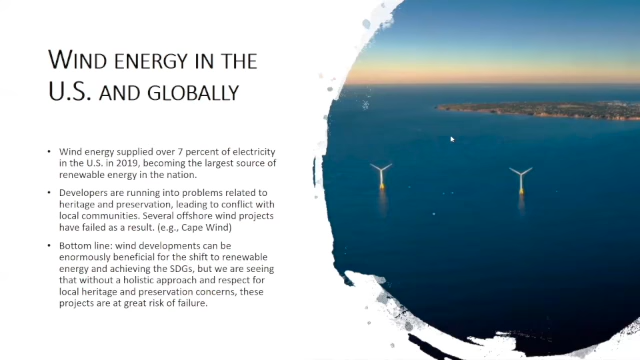 WIND ENERGY IN THE
U.S. AND GLOBALLY
• Wind energy supplied over 7 percent of electricity
in the U.S. in 2019, becoming the largest source of
renewable energy in the nation.
• Developers are running into problems related to
heritage and preservation, leading to conflict with
local communities. Several offshore wind projects
have failed as a result. (e.g., Cape Wind)
• Bottom line: wind developments can be
enormously beneficial for the shift to renewable
energy and achieving the SDGs, but we are seeing
that without a holistic approach and respect for
local heritage and preservation concerns, these
projects are at great risk of failure.